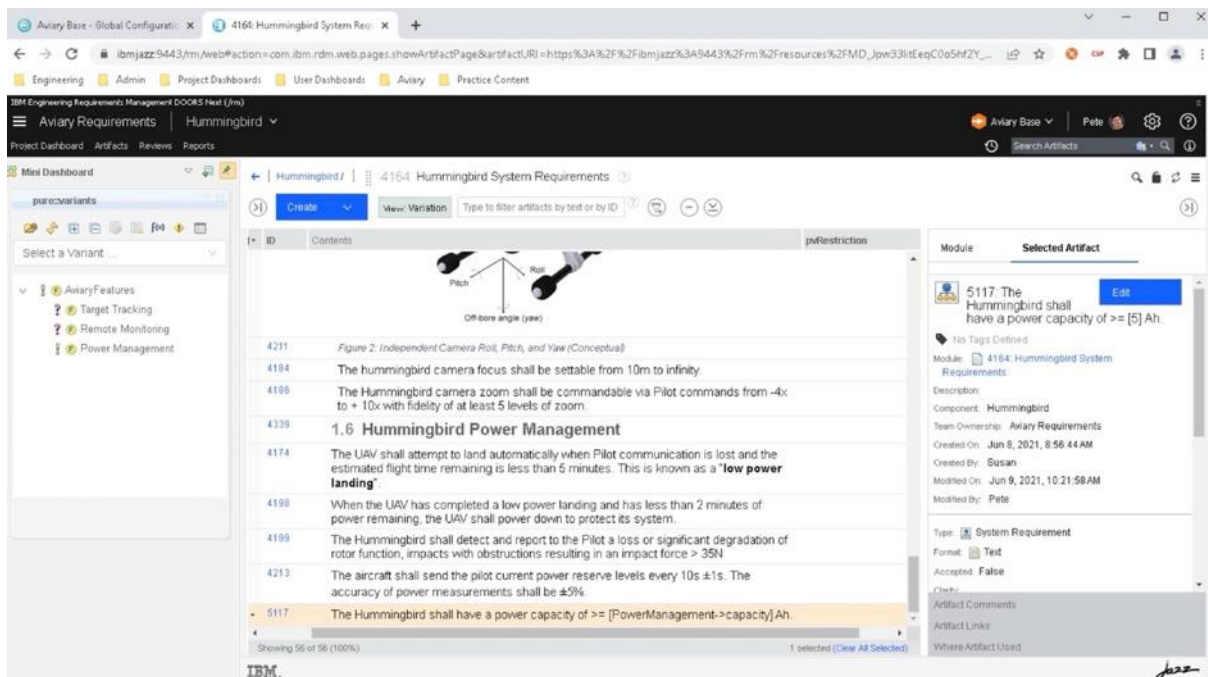 Aviary Base - Global Configuratio
4164: Hummingbird System Req
ibmjazz:9443/rm/web#action=com.ibm.rdm.web.pages.showArtifactPage&artifactURI=https%3A%2F%2Fibmjazz%3A9443%2Frm%2Fresources%2FMD_Jpw33litEeqC0o5hf2Y_...
Engineering Admin Project Dashboards User Dashboards Aviary Practice Content
IBM Engineering Requirements Management DOORS Next (/rm)
Aviary Requirements Hummingbird
Aviary Base Pete
Project Dashboard Artifacts Reviews Reports
Search Artifacts
Mini Dashboard
pure:variants
Select a Variant ...
AviaryFeatures
Target Tracking
Remote Monitoring
Power Management
Hummingbird / 4164 Hummingbird System Requirements
Create
View: Variation
Type to filter artifacts by text or by ID
ID Contents pvRestriction
Roll
Pitch
Off-bore angle (yaw)
4211 Figure 2: Independent Camera Roll, Pitch, and Yaw (Conceptual)
4184 The hummingbird camera focus shall be settable from 10m to infinity.
4186 The Hummingbird camera zoom shall be commandable via Pilot commands from -4x
to + 10x with fidelity of at least 5 levels of zoom.
4339 1.6 Hummingbird Power Management
4174 The UAV shall attempt to land automatically when Pilot communication is lost and the
estimated flight time remaining is less than 5 minutes. This is known as a "low power
landing".
4198 When the UAV has completed a low power landing and has less than 2 minutes of
power remaining, the UAV shall power down to protect its system.
4199 The Hummingbird shall detect and report to the Pilot a loss or significant degradation of
rotor function, impacts with obstructions resulting in an impact force > 35N
4213 The aircraft shall send the pilot current power reserve levels every 10s ±1s. The
accuracy of power measurements shall be ±5%.
5117 The Hummingbird shall have a power capacity of >= [PowerManagement->capacity] Ah.
Showing 56 of 56 (100%)
1 selected (Clear All Selected)
Module Selected Artifact
5117: The
Hummingbird shall
have a power capacity of >= [5] Ah.
Edit
No Tags Defined
Module: 4164: Hummingbird System
Requirements
Description:
Component: Hummingbird
Team Ownership: Aviary Requirements
Created On: Jun 8, 2021, 8:56:44 AM
Created By: Susan
Modified On: Jun 9, 2021, 10:21:58 AM
Modified By: Pete
Type: System Requirement
Format: Text
Accepted: False
Clarity:
Artifact Comments
Artifact Links
Where Artifact Used
IBM
jazz